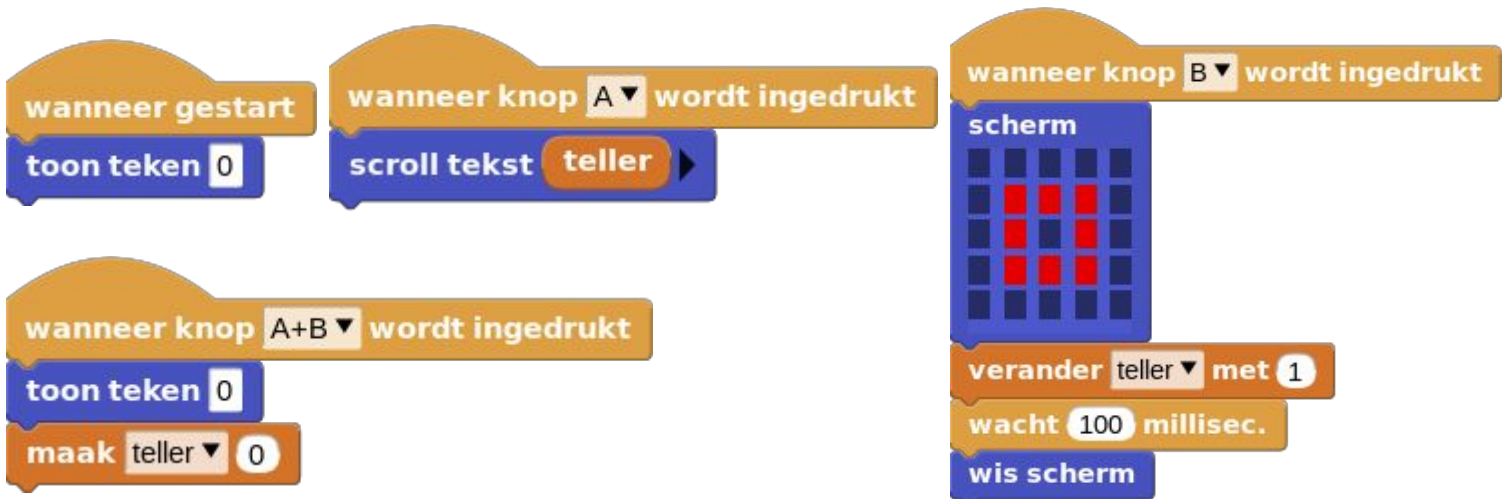 wanneer gestart
toon teken 0
wanneer knop A ▼ wordt ingedrukt
scroll tekst teller
wanneer knop A+B ▼ wordt ingedrukt
toon teken 0
maak teller ▼ 0
wanneer knop B ▼ wordt ingedrukt
scherm
verander teller ▼ met 1
wacht 100 millisec.
wis scherm